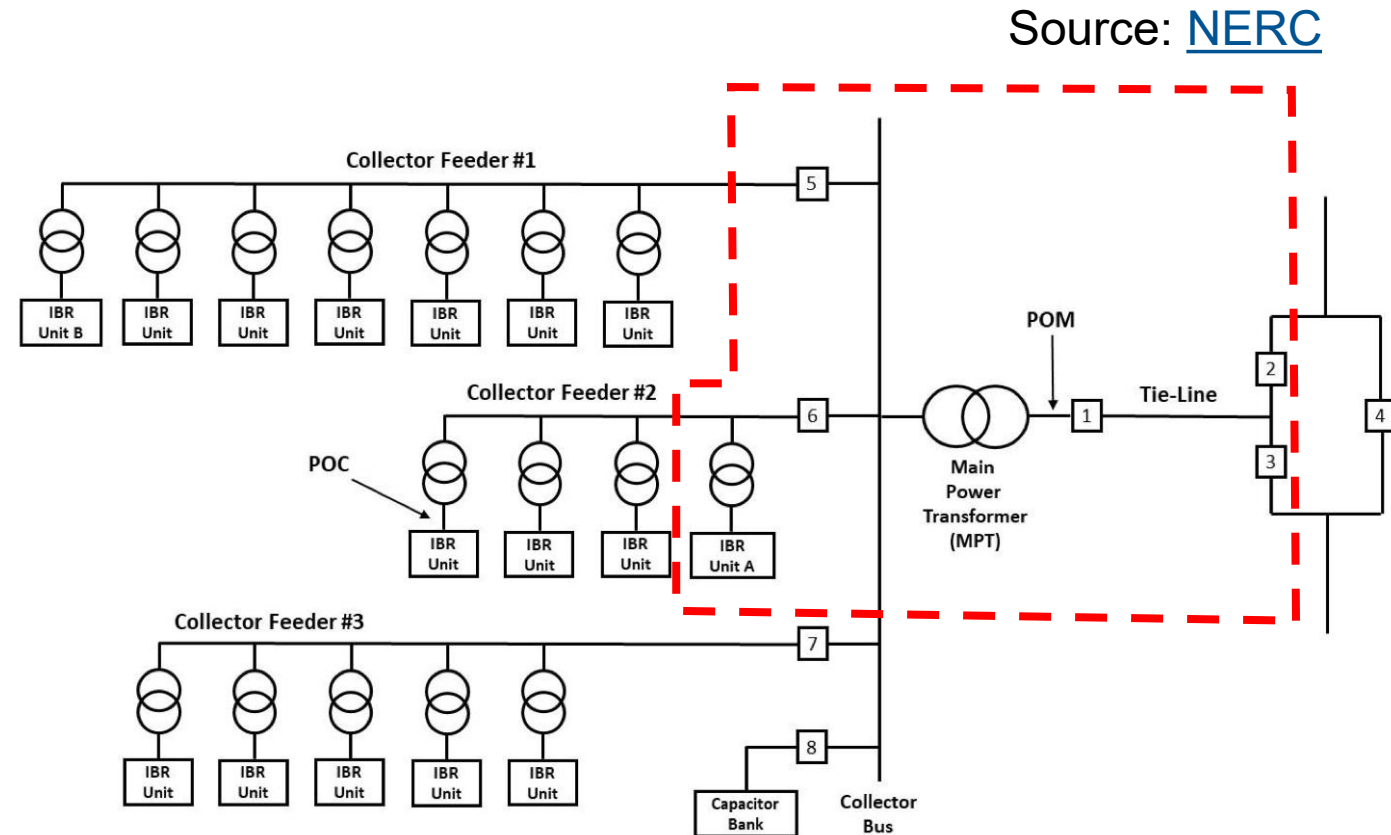 Source: NERC
Collector Feeder #1
5
IBR
Unit B
IBR
Unit
IBR
Unit
IBR
Unit
IBR
Unit
IBR
Unit
IBR
Unit
POM
Tie-Line
2
4
Collector Feeder #2
6
1
3
Main
Power
Transformer
(MPT)
POC
IBR
Unit
IBR
Unit
IBR
Unit
IBR
Unit A
Collector Feeder #3
7
IBR
Unit
IBR
Unit
IBR
Unit
IBR
Unit
IBR
Unit
8
Capacitor
Bank
Collector
Bus